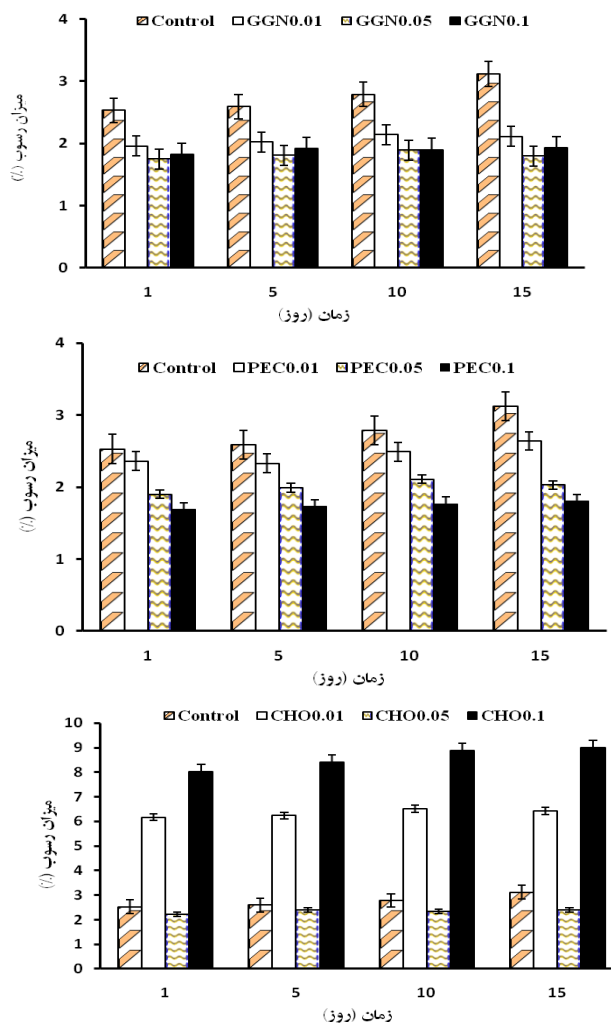 Control GGN0.01 GGN0.05 GGN0.1
4
3
2
1
0
میزان رسوب (٪)
1 5 10 15
زمان (روز)
Control PEC0.01 PEC0.05 PEC0.1
4
3
2
1
0
میزان رسوب (٪)
1 5 10 15
زمان (روز)
Control CHO0.01 CHO0.05 CHO0.1
10
9
8
7
6
5
4
3
2
1
0
میزان رسوب (٪)
1 5 10 15
زمان (روز)